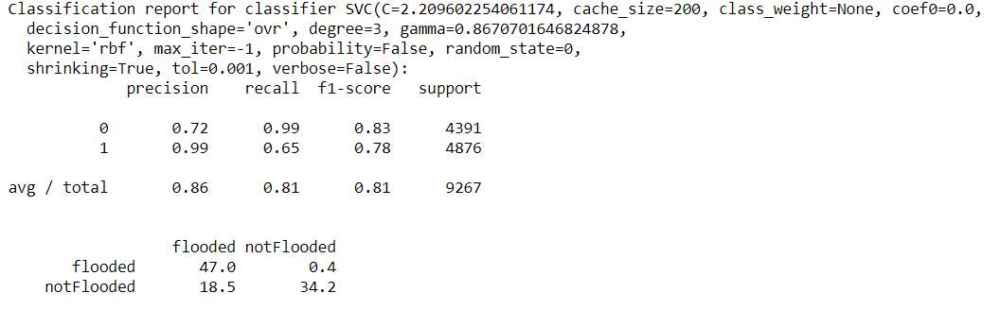 Classification report for classifier SVC(C=2.209602254061174, cache_size=200, class_weight=None, coef0=0.0,
decision_function_shape='ovr', degree=3, gamma=0.8670701646824878,
kernel='rbf', max_iter=-1, probability=False, random_state=0,
shrinking=True, tol=0.001, verbose=False):
precision recall f1-score support
0 0.72 0.99 0.83 4391
1 0.99 0.65 0.78 4876
avg / total 0.86 0.81 0.81 9267
flooded notFlooded
flooded 47.0 0.4
notFlooded 18.5 34.2